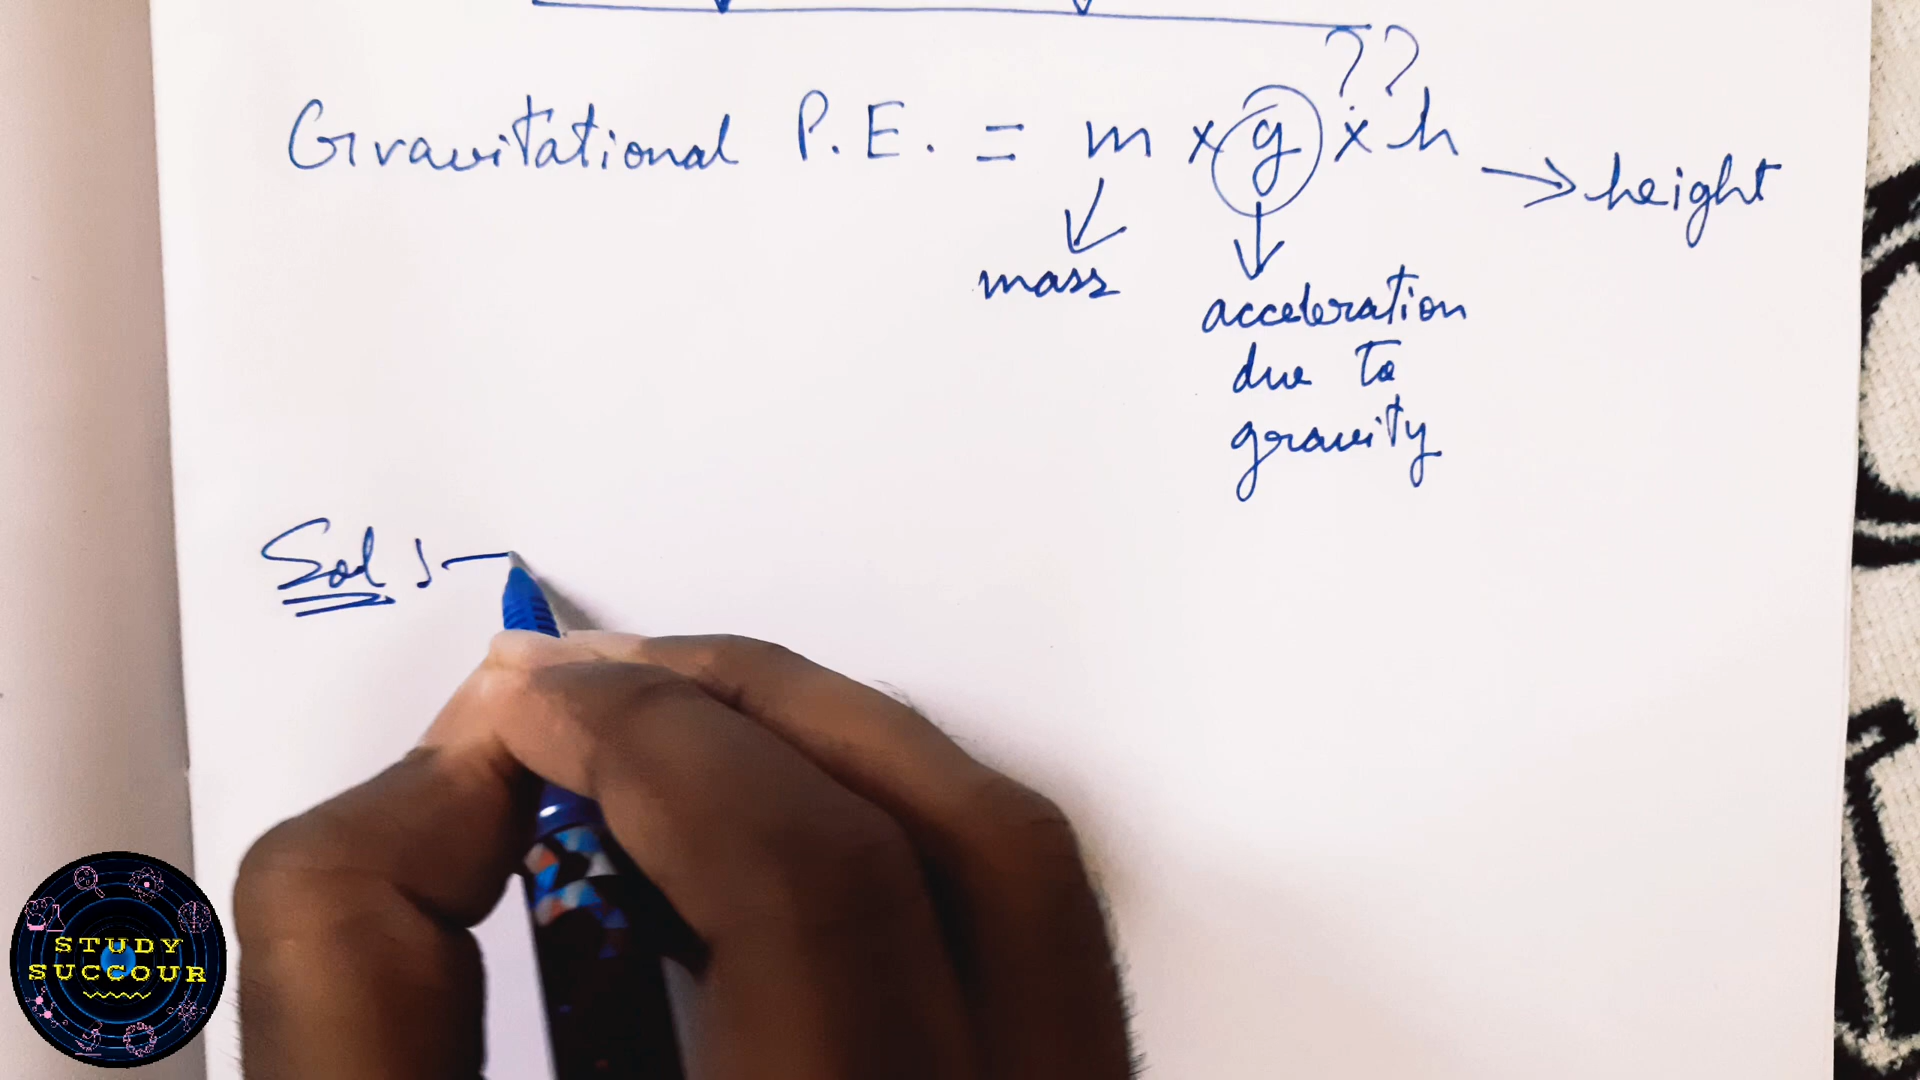 ??
Gravitational P.E. = m x g x h → height
mass
acceleration
due to
gravity
Sol :-
STUDY
SUCCOUR